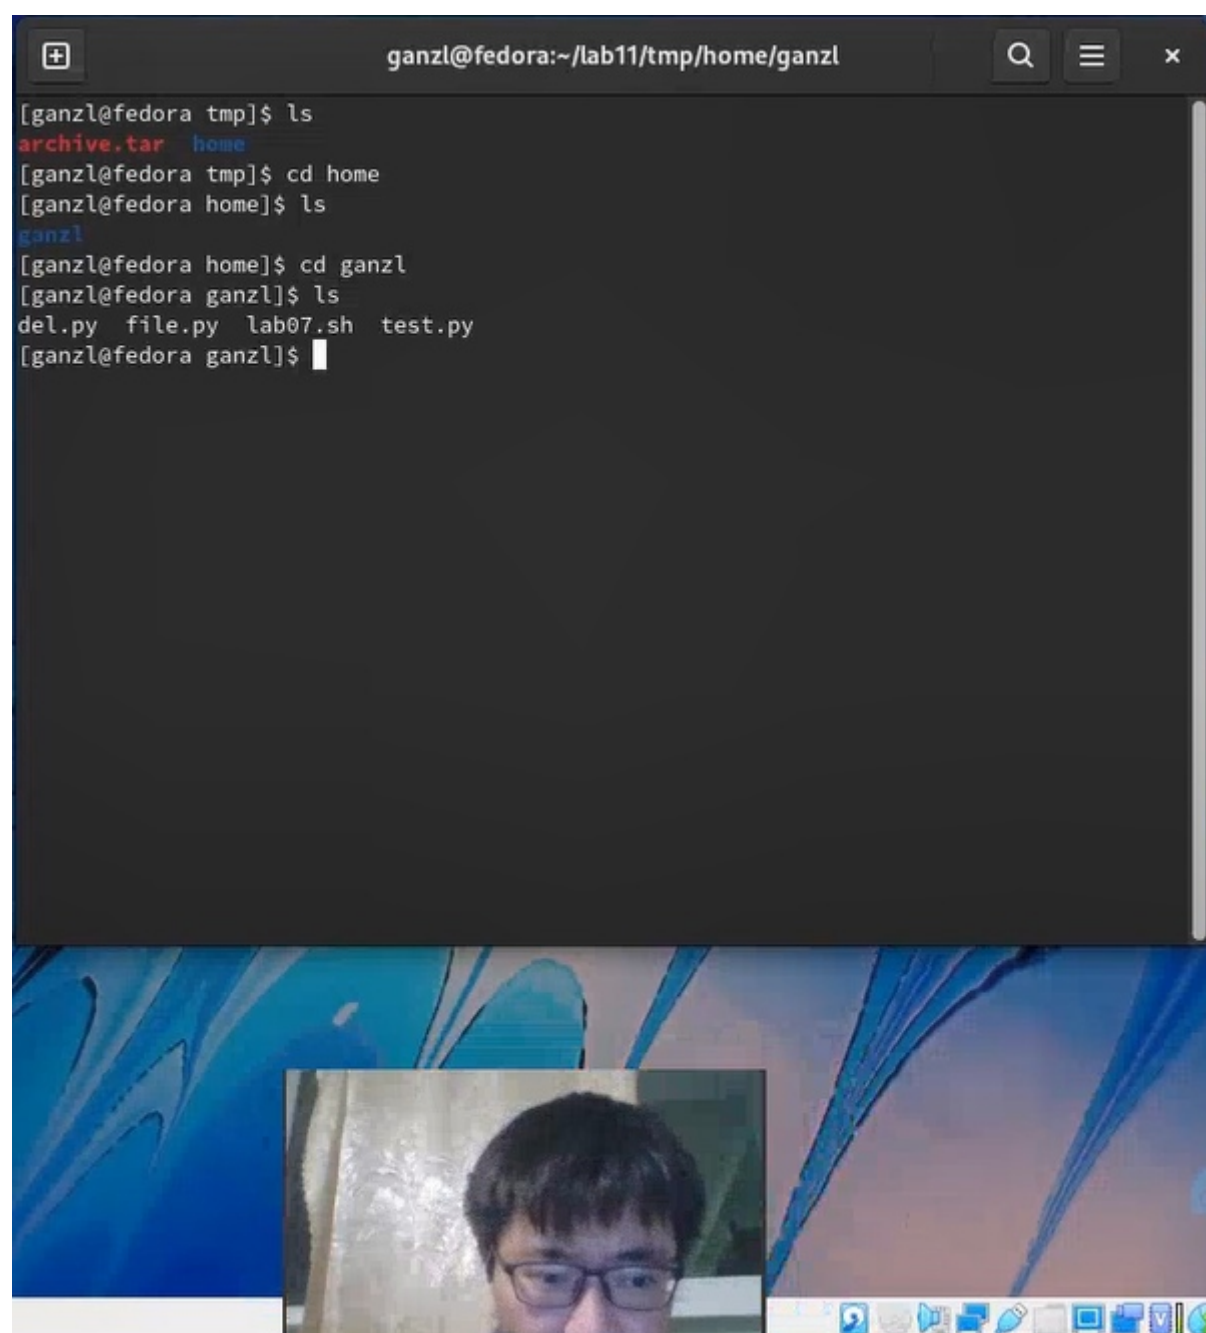 ganzl@fedora:~/lab11/tmp/home/ganzl
[ganzl@fedora tmp]$ ls
archive.tar  home
[ganzl@fedora tmp]$ cd home
[ganzl@fedora home]$ ls
ganzl
[ganzl@fedora home]$ cd ganzl
[ganzl@fedora ganzl]$ ls
del.py  file.py  lab07.sh  test.py
[ganzl@fedora ganzl]$
V